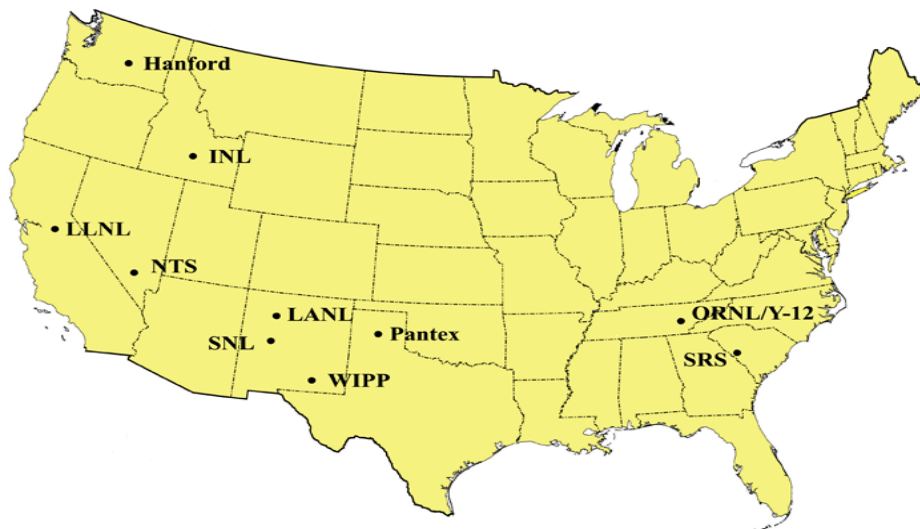 Hanford
INL
LLNL
NTS
LANL
SNL
Pantex
WIPP
ORNL/Y-12
SRS